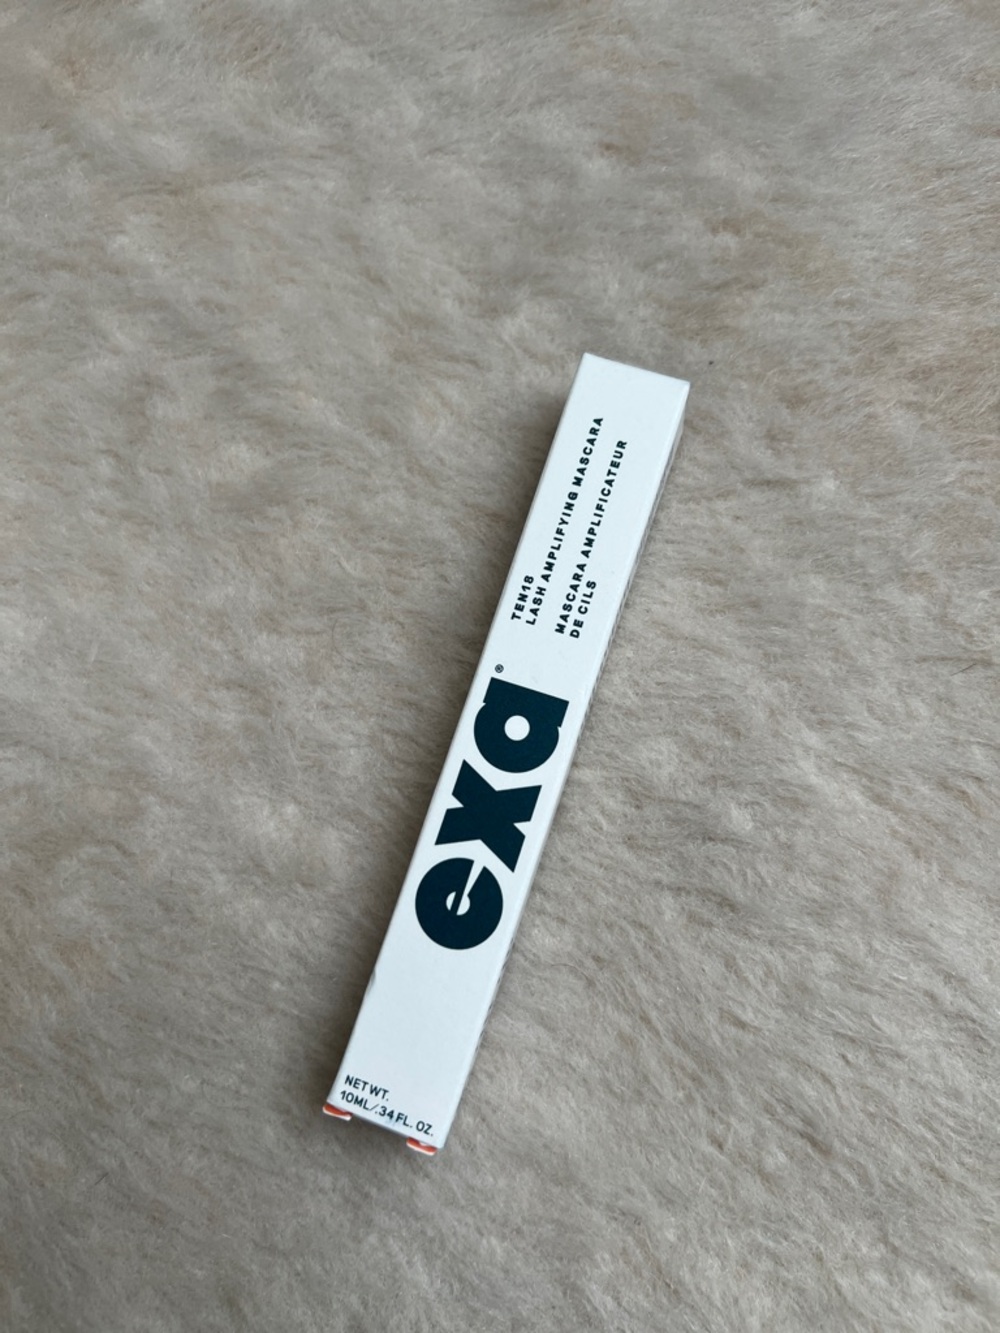 exa®
TEN18
LASH AMPLIFYING MASCARA
MASCARA AMPLIFICATEUR
DE CILS
NET WT.
10ML/.34 FL. OZ.